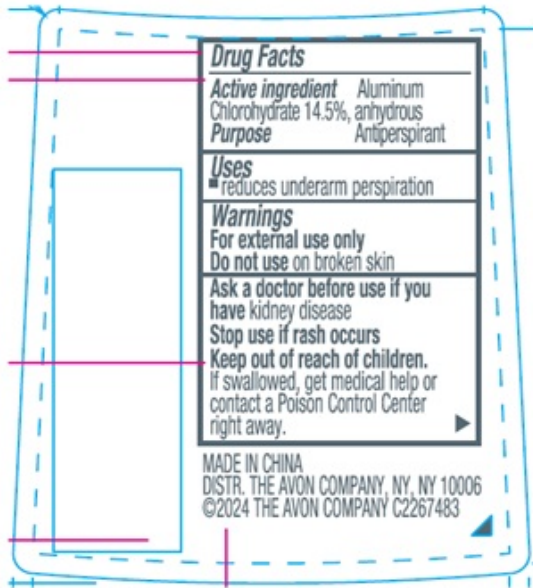 Drug Facts
Active ingredient Aluminum
Chlorohydrate 14.5%, anhydrous
Purpose Antiperspirant
Uses
■ reduces underarm perspiration
Warnings
For external use only
Do not use on broken skin
Ask a doctor before use if you
have kidney disease
Stop use if rash occurs
Keep out of reach of children.
If swallowed, get medical help or
contact a Poison Control Center
right away.
MADE IN CHINA
DISTR. THE AVON COMPANY, NY, NY 10006
©2024 THE AVON COMPANY C2267483